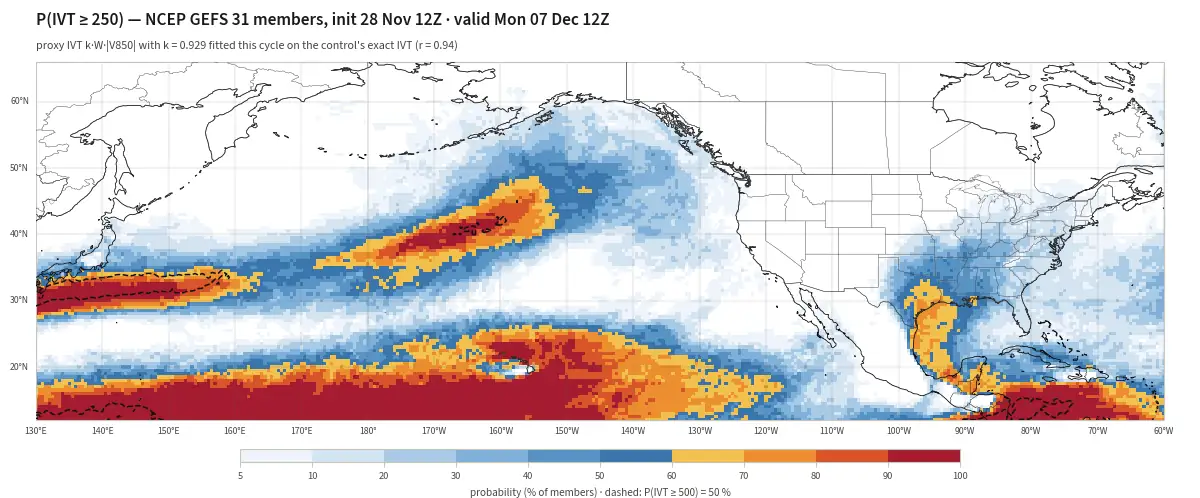 P(IVT ≥ 250) — NCEP GEFS 31 members, init 28 Nov 12Z · valid Mon 07 Dec 12Z
proxy IVT k·W·|V850| with k = 0.929 fitted this cycle on the control's exact IVT (r = 0.94)
60°N
50°N
40°N
30°N
20°N
130°E 140°E 150°E 160°E 170°E 180° 170°W 160°W 150°W 140°W 130°W 120°W 110°W 100°W 90°W 80°W 70°W 60°W
5 10 20 30 40 50 60 70 80 90 100
probability (% of members) · dashed: P(IVT ≥ 500) = 50 %